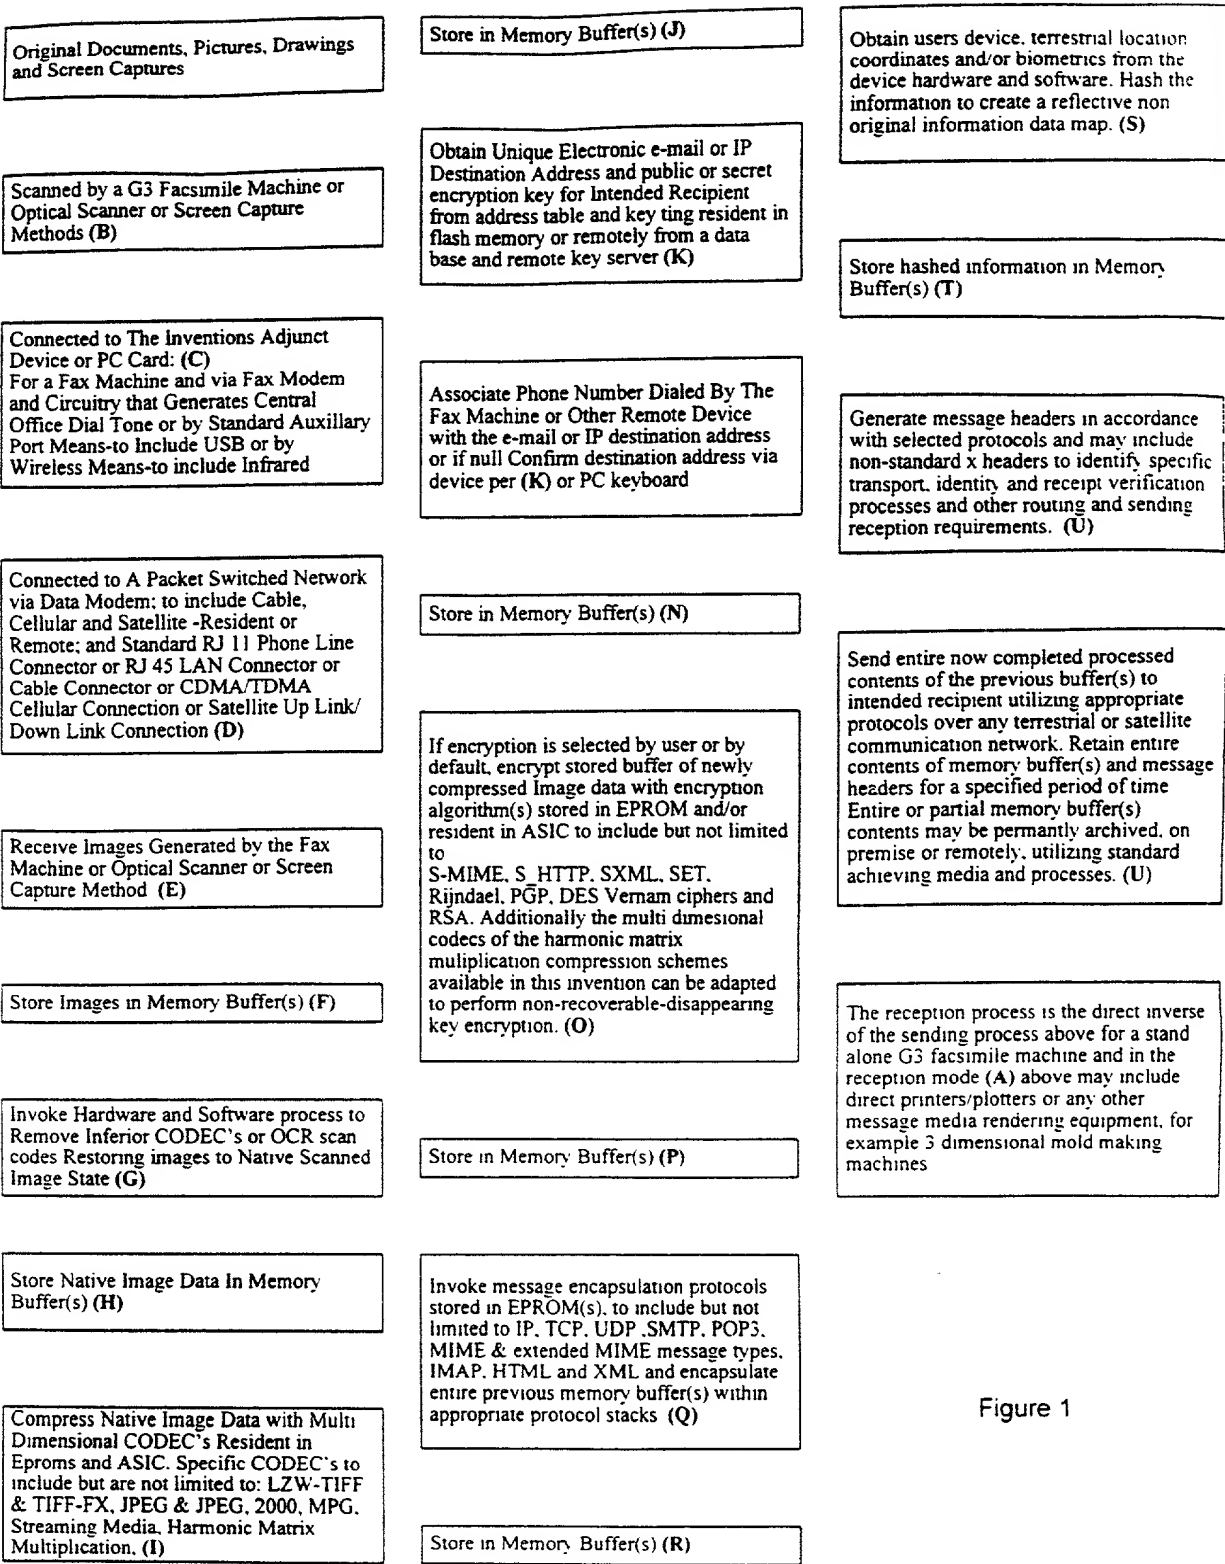 Original Documents, Pictures, Drawings
and Screen Captures
Scanned by a G3 Facsimile Machine or
Optical Scanner or Screen Capture
Methods (B)
Connected to The Inventions Adjunct
Device or PC Card: (C)
For a Fax Machine and via Fax Modem
and Circuitry that Generates Central
Office Dial Tone or by Standard Auxillary
Port Means-to Include USB or by
Wireless Means-to include Infrared
Connected to A Packet Switched Network
via Data Modem; to include Cable,
Cellular and Satellite -Resident or
Remote; and Standard RJ 11 Phone Line
Connector or RJ 45 LAN Connector or
Cable Connector or CDMA/TDMA
Cellular Connection or Satellite Up Link/
Down Link Connection (D)
Receive Images Generated by the Fax
Machine or Optical Scanner or Screen
Capture Method (E)
Store Images in Memory Buffer(s) (F)
Invoke Hardware and Software process to
Remove Inferior CODEC's or OCR scan
codes Restoring images to Native Scanned
Image State (G)
Store Native Image Data In Memory
Buffer(s) (H)
Compress Native Image Data with Multi
Dimensional CODEC's Resident in
Eproms and ASIC. Specific CODEC's to
include but are not limited to: LZW-TIFF
& TIFF-FX, JPEG & JPEG, 2000, MPG,
Streaming Media, Harmonic Matrix
Multiplication, (I)
Store in Memory Buffer(s) (J)
Obtain Unique Electronic e-mail or IP
Destination Address and public or secret
encryption key for Intended Recipient
from address table and key ting resident in
flash memory or remotely from a data
base and remote key server (K)
Associate Phone Number Dialed By The
Fax Machine or Other Remote Device
with the e-mail or IP destination address
or if null Confirm destination address via
device per (K) or PC keyboard
Store in Memory Buffer(s) (N)
If encryption is selected by user or by
default, encrypt stored buffer of newly
compressed Image data with encryption
algorithm(s) stored in EPROM and/or
resident in ASIC to include but not limited
to
S-MIME, S_HTTP, SXML, SET,
Rijndael, PGP, DES Vernam ciphers and
RSA. Additionally the multi dimesional
codecs of the harmonic matrix
muliplication compression schemes
available in this invention can be adapted
to perform non-recoverable-disappearing
key encryption. (O)
Store in Memory Buffer(s) (P)
Invoke message encapsulation protocols
stored in EPROM(s), to include but not
limited to IP, TCP, UDP ,SMTP, POP3,
MIME & extended MIME message types,
IMAP, HTML and XML and encapsulate
entire previous memory buffer(s) within
appropriate protocol stacks (Q)
Store in Memory Buffer(s) (R)
Obtain users device, terrestrial location
coordinates and/or biometrics from the
device hardware and software. Hash the
information to create a reflective non
original information data map. (S)
Store hashed information in Memory
Buffer(s) (T)
Generate message headers in accordance
with selected protocols and may include
non-standard x headers to identify specific
transport, identity and receipt verification
processes and other routing and sending
reception requirements. (U)
Send entire now completed processed
contents of the previous buffer(s) to
intended recipient utilizing appropriate
protocols over any terrestrial or satellite
communication network. Retain entire
contents of memory buffer(s) and message
headers for a specified period of time
Entire or partial memory buffer(s)
contents may be permantly archived, on
premise or remotely, utilizing standard
achieving media and processes. (U)
The reception process is the direct inverse
of the sending process above for a stand
alone G3 facsimile machine and in the
reception mode (A) above may include
direct printers/plotters or any other
message media rendering equipment, for
example 3 dimensional mold making
machines
Figure 1